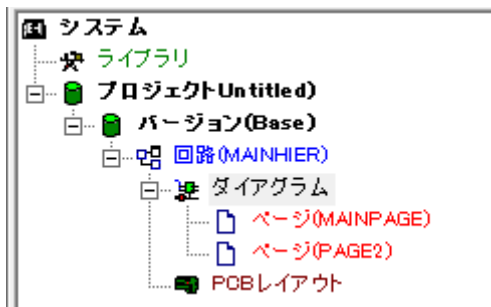 システム
ライブラリ
プロジェクトUntitled)
バージョン(Base)
回路(MAINHIER)
ダイアグラム
ページ(MAINPAGE)
ページ(PAGE2)
PCBレイアウト